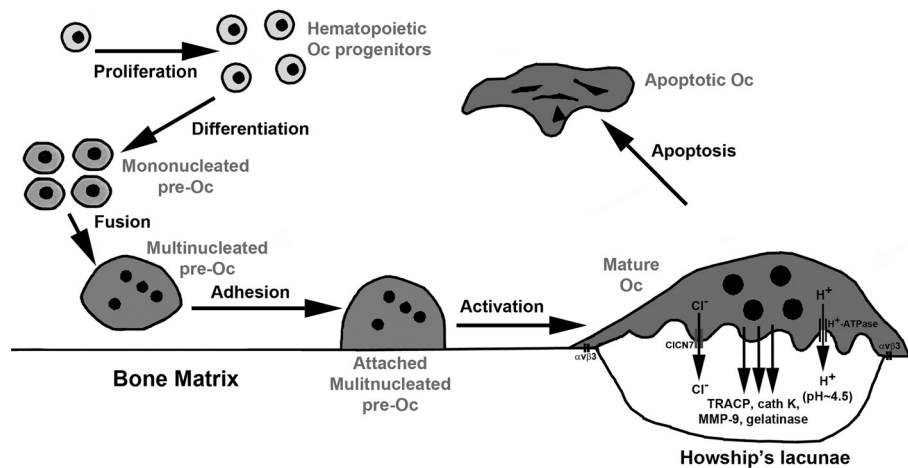 Hematopoietic
Oc progenitors
Proliferation
Differentiation
Mononucleated
pre-Oc
Fusion
Multinucleated
pre-Oc
Adhesion
Attached
Mulitnucleated
pre-Oc
Activation
Bone Matrix
Apoptotic Oc
Apoptosis
Mature
Oc
Cl⁻
ClCN7
Cl⁻
H⁺
H⁺-ATPase
H⁺
(pH~4.5)
αvβ3
αvβ3
TRACP, cath K,
MMP-9, gelatinase
Howship's lacunae